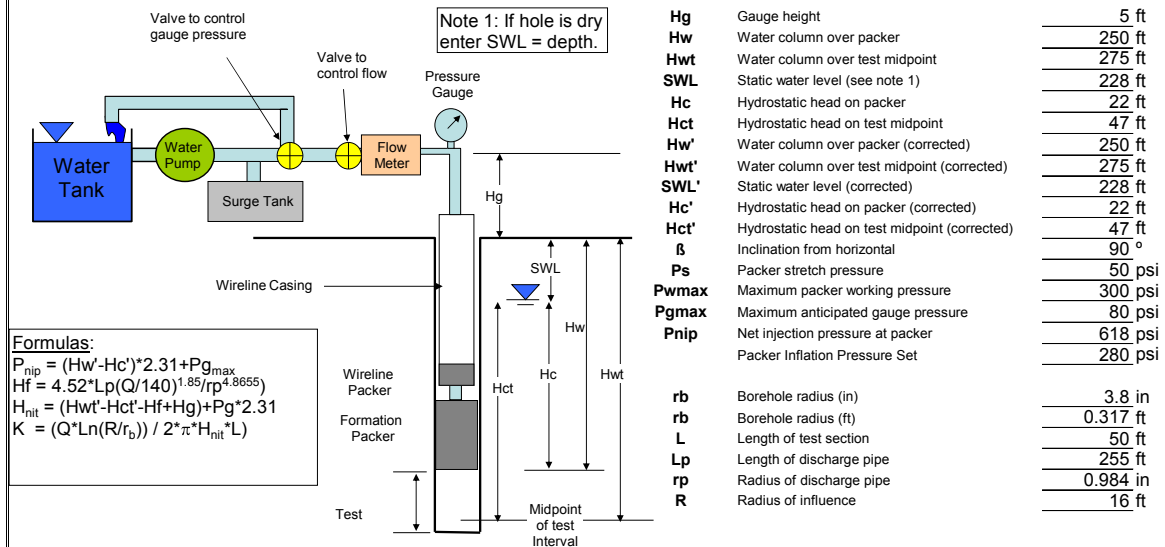 Valve to control
gauge pressure
Note 1: If hole is dry
enter SWL = depth.
Valve to
control flow
Pressure
Gauge
Water
Tank
Water
Pump
Flow
Meter
Surge Tank
Hg
SWL
Wireline Casing
Hw
Hct
Hc
Hwt
Wireline
Packer
Formation
Packer
Test
Midpoint
of test
Interval
Formulas:
P_nip = (Hw'-Hc')*2.31+Pg_max
Hf = 4.52*Lp(Q/140)^1.85/rp^4.8655)
H_nit = (Hwt'-Hct'-Hf+Hg)+Pg*2.31
K = (Q*Ln(R/r_b)) / 2*π*H_nit*L)
Hg Gauge height 5 ft
Hw Water column over packer 250 ft
Hwt Water column over test midpoint 275 ft
SWL Static water level (see note 1) 228 ft
Hc Hydrostatic head on packer 22 ft
Hct Hydrostatic head on test midpoint 47 ft
Hw' Water column over packer (corrected) 250 ft
Hwt' Water column over test midpoint (corrected) 275 ft
SWL' Static water level (corrected) 228 ft
Hc' Hydrostatic head on packer (corrected) 22 ft
Hct' Hydrostatic head on test midpoint (corrected) 47 ft
ß Inclination from horizontal 90 º
Ps Packer stretch pressure 50 psi
Pwmax Maximum packer working pressure 300 psi
Pgmax Maximum anticipated gauge pressure 80 psi
Pnip Net injection pressure at packer 618 psi
Packer Inflation Pressure Set 280 psi
rb Borehole radius (in) 3.8 in
rb Borehole radius (ft) 0.317 ft
L Length of test section 50 ft
Lp Length of discharge pipe 255 ft
rp Radius of discharge pipe 0.984 in
R Radius of influence 16 ft